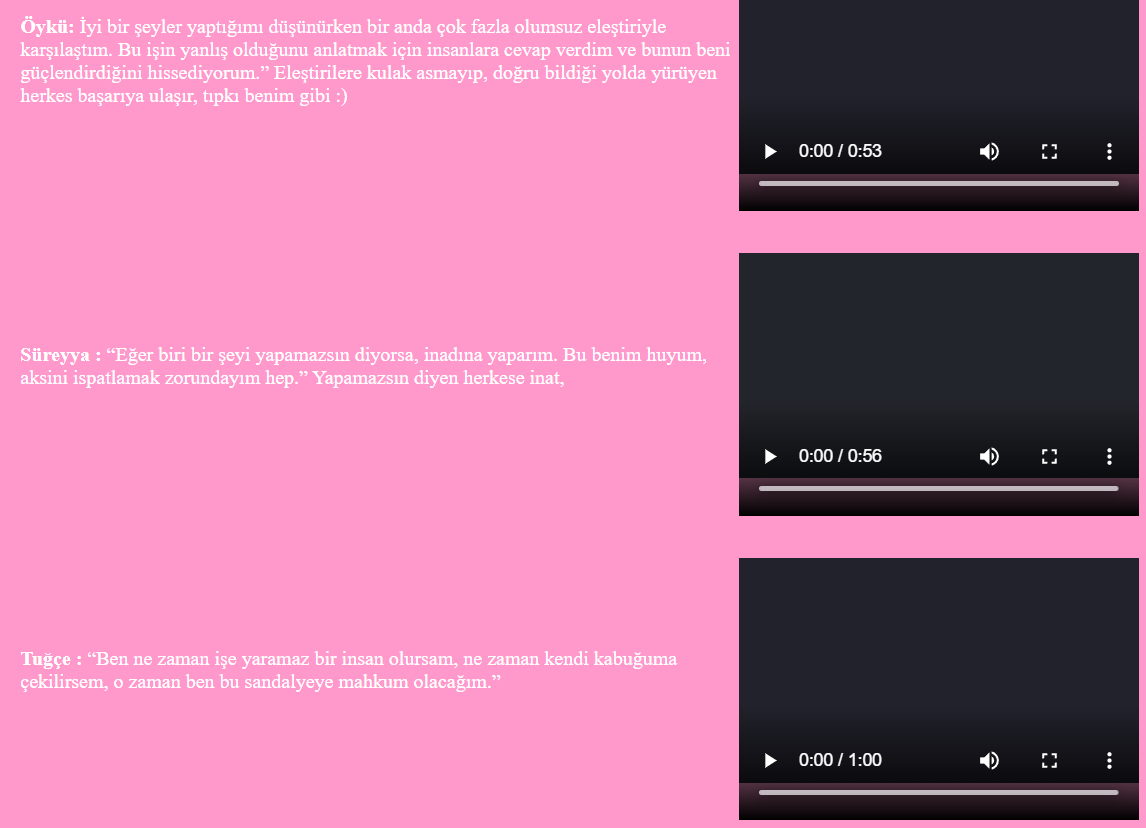 Öykü: İyi bir şeyler yaptığımı düşünürken bir anda çok fazla olumsuz eleştiriyle
karşılaştım. Bu işin yanlış olduğunu anlatmak için insanlara cevap verdim ve bunun beni
güçlendirdiğini hissediyorum.” Eleştirilere kulak asmayıp, doğru bildiği yolda yürüyen
herkes başarıya ulaşır, tıpkı benim gibi :)
0:00 / 0:53
Süreyya : “Eğer biri bir şeyi yapamazsın diyorsa, inadına yaparım. Bu benim huyum,
aksini ispatlamak zorundayım hep.” Yapamazsın diyen herkese inat,
0:00 / 0:56
Tuğçe : “Ben ne zaman işe yaramaz bir insan olursam, ne zaman kendi kabuğuma
çekilirsem, o zaman ben bu sandalyeye mahkum olacağım.”
0:00 / 1:00